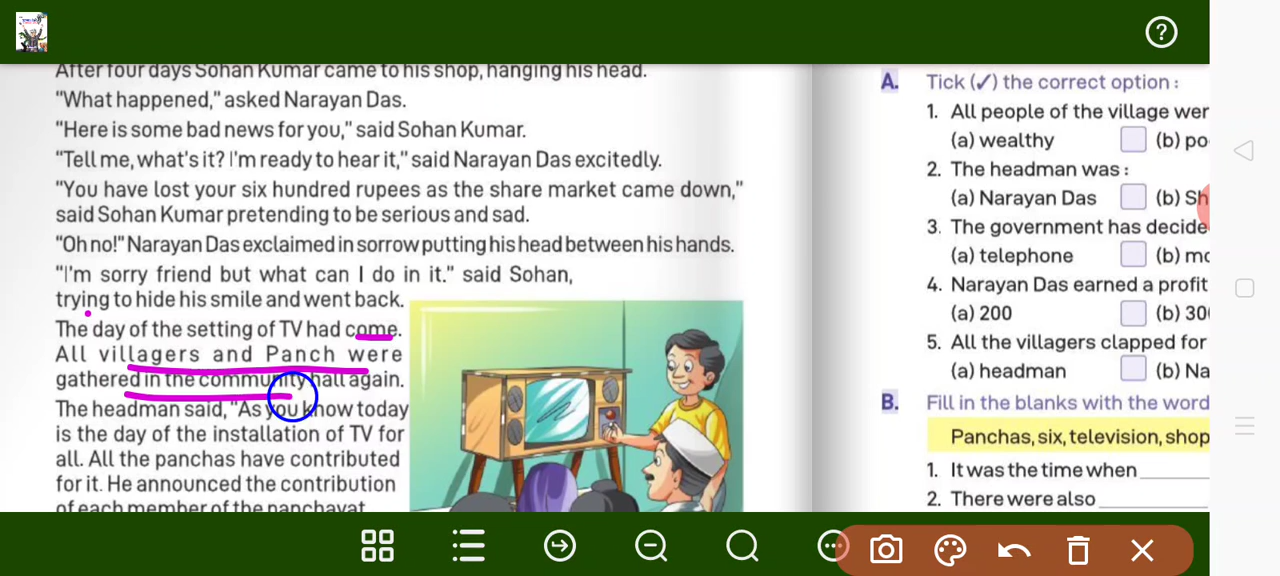 After four days Sohan Kumar came to his shop, hanging his head.
"What happened," asked Narayan Das.
"Here is some bad news for you," said Sohan Kumar.
"Tell me, what's it? I'm ready to hear it," said Narayan Das excitedly.
"You have lost your six hundred rupees as the share market came down,"
said Sohan Kumar pretending to be serious and sad.
"Oh no!" Narayan Das exclaimed in sorrow putting his head between his hands.
"I'm sorry friend but what can I do in it." said Sohan,
trying to hide his smile and went back.
The day of the setting of TV had come.
All villagers and Panch were
gathered in the community hall again.
The headman said, "As you know today
is the day of the installation of TV for
all. All the panchas have contributed
for it. He announced the contribution
of each member of the panchayat
A. Tick (✓) the correct option :
1. All people of the village wer
(a) wealthy (b) po
2. The headman was :
(a) Narayan Das (b) Sh
3. The government has decide
(a) telephone (b) mo
4. Narayan Das earned a profit
(a) 200 (b) 30
5. All the villagers clapped for
(a) headman (b) Na
B. Fill in the blanks with the word
Panchas, six, television, shop
1. It was the time when
2. There were also